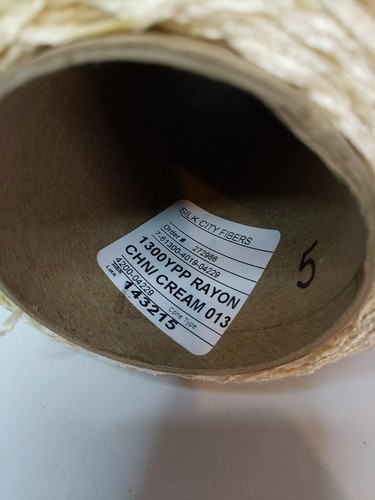 SILK CITY FIBERS
Order # 272986
7-61300-4019-04229
1300YPP RAYON
CHN/ CREAM 013
4200-04229
143215 Cone Type
5